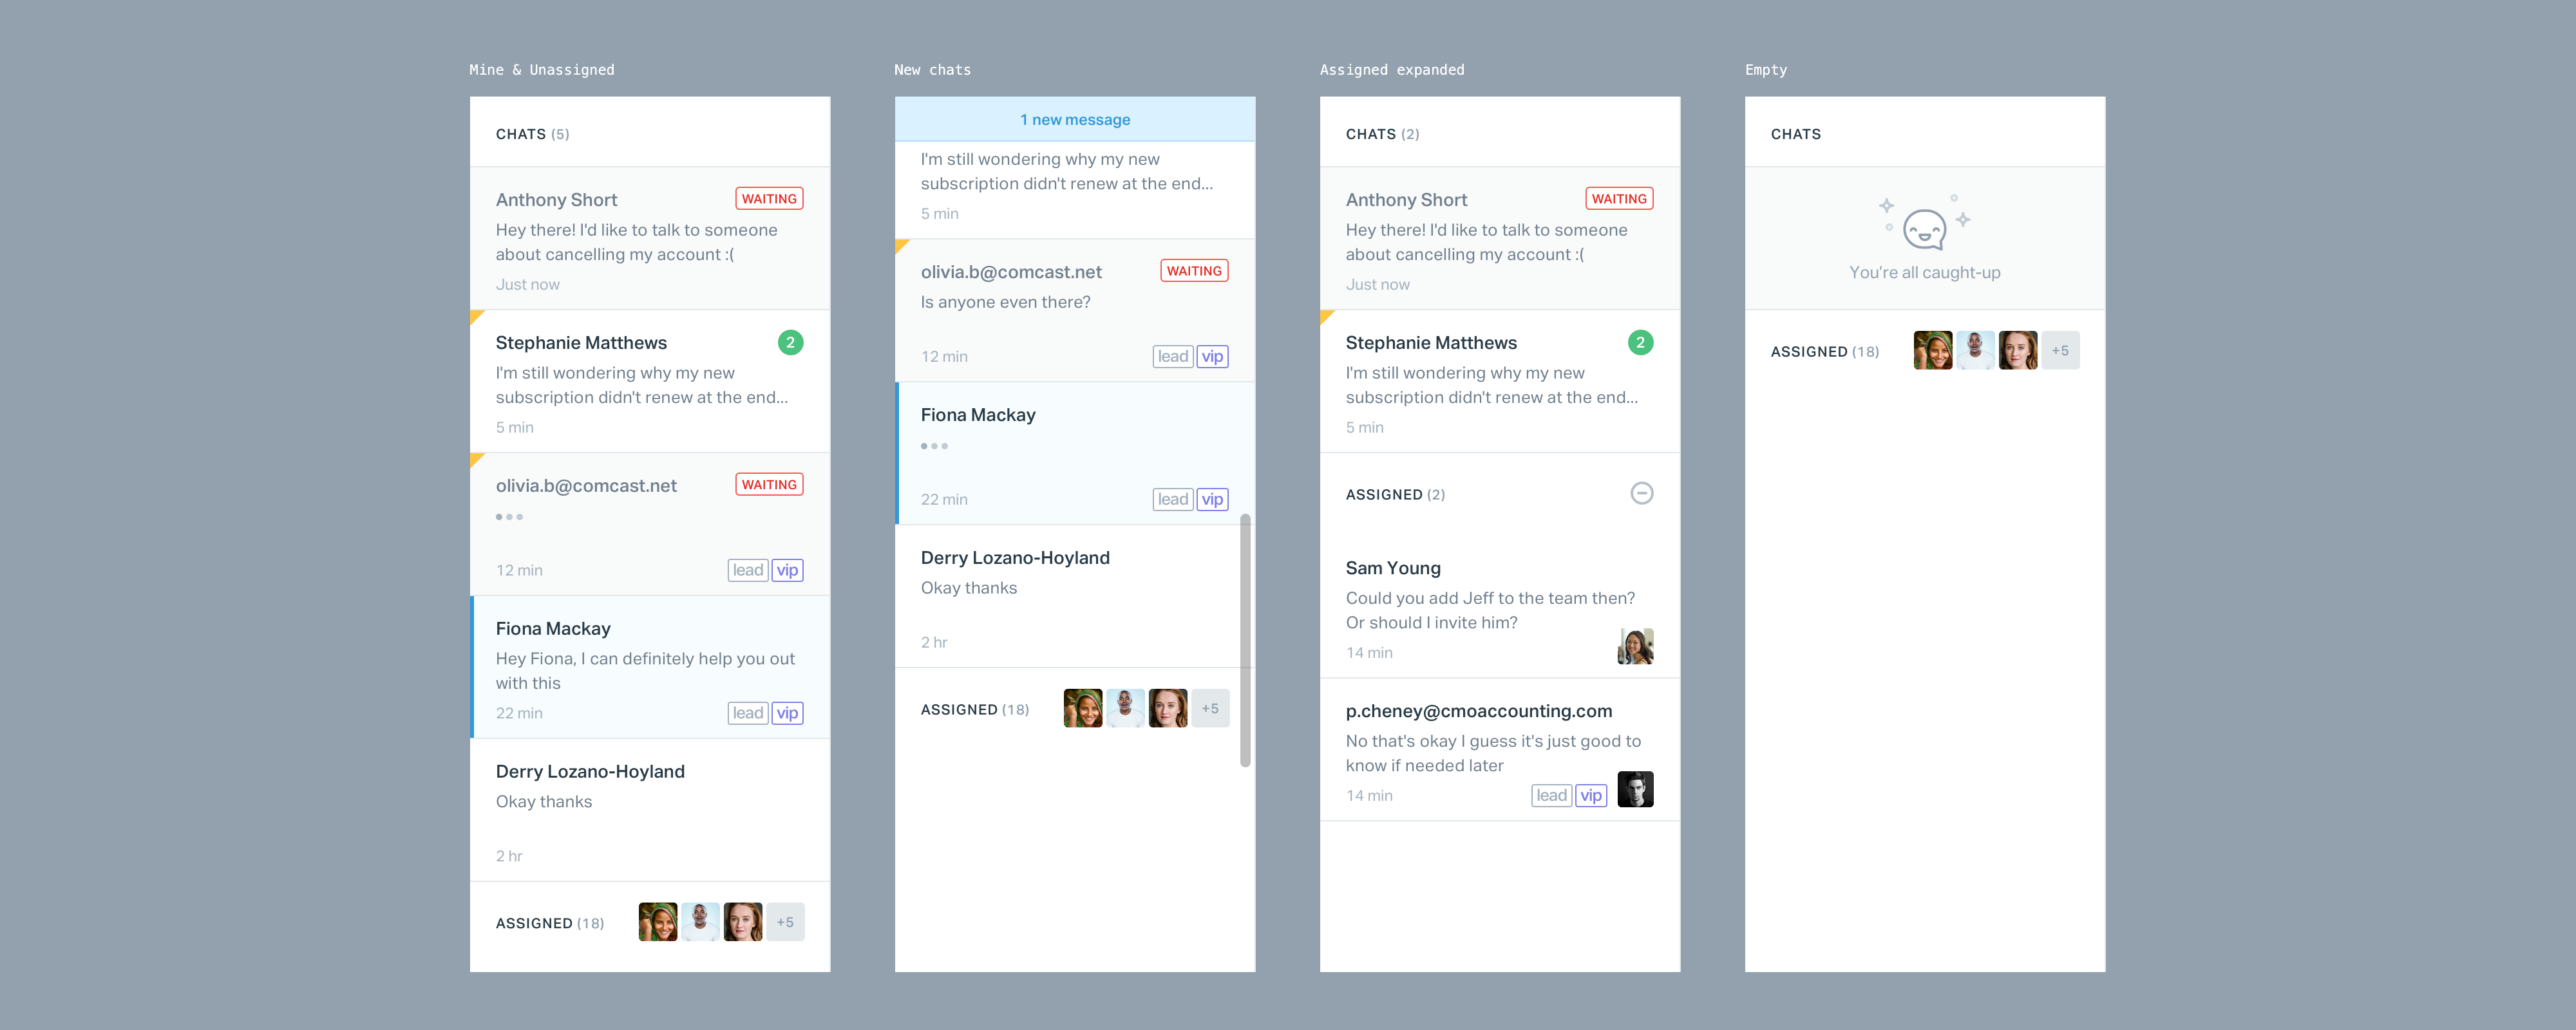 Mine & Unassigned
CHATS (5)
Anthony Short
WAITING
Hey there! I'd like to talk to someone
about cancelling my account :(
Just now
Stephanie Matthews
2
I'm still wondering why my new
subscription didn't renew at the end...
5 min
olivia.b@comcast.net
WAITING
12 min
lead vip
Fiona Mackay
Hey Fiona, I can definitely help you out
with this
22 min
lead vip
Derry Lozano-Hoyland
Okay thanks
2 hr
ASSIGNED (18)
+5
New chats
1 new message
I'm still wondering why my new
subscription didn't renew at the end...
5 min
olivia.b@comcast.net
WAITING
Is anyone even there?
12 min
lead vip
Fiona Mackay
22 min
lead vip
Derry Lozano-Hoyland
Okay thanks
2 hr
ASSIGNED (18)
+5
Assigned expanded
CHATS (2)
Anthony Short
WAITING
Hey there! I'd like to talk to someone
about cancelling my account :(
Just now
Stephanie Matthews
2
I'm still wondering why my new
subscription didn't renew at the end...
5 min
ASSIGNED (2)
Sam Young
Could you add Jeff to the team then?
Or should I invite him?
14 min
p.cheney@cmoaccounting.com
No that's okay I guess it's just good to
know if needed later
14 min
lead vip
Empty
CHATS
You're all caught-up
ASSIGNED (18)
+5